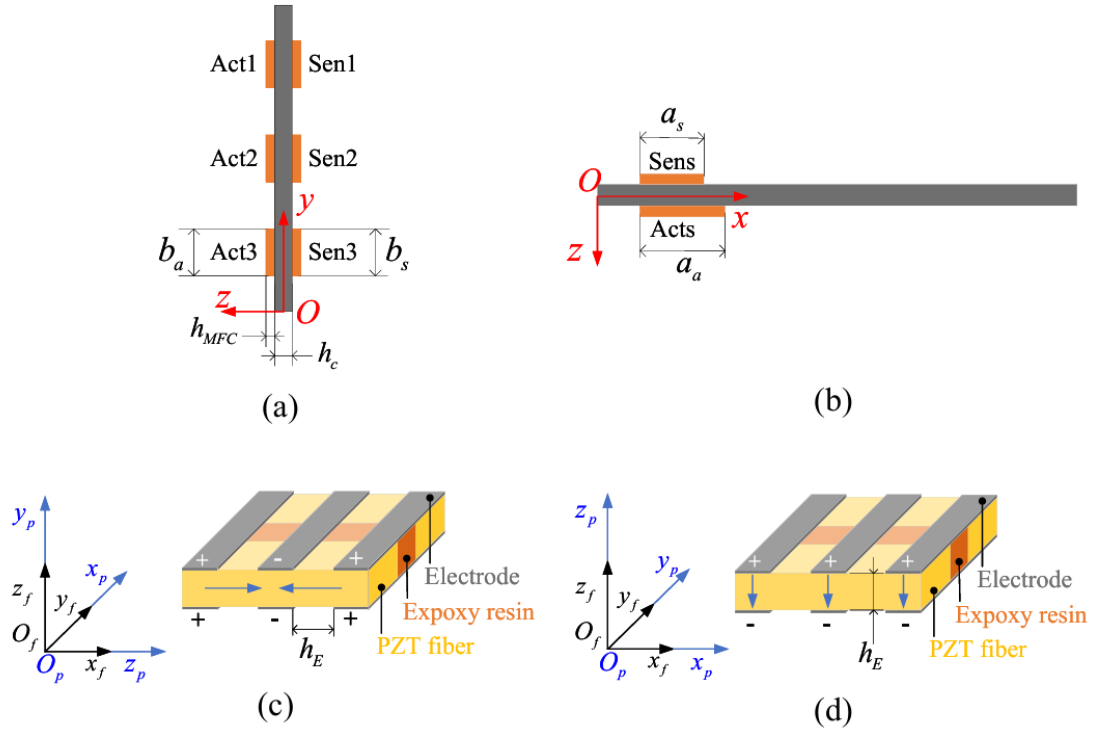 Act1
Sen1
Act2
Sen2
y
b_a
Act3
Sen3
b_s
z
O
h_MFC
h_c
(a)
a_s
Sens
O
x
Acts
z
a_a
(b)
y_p
x_p
z_f
y_f
O_f
O_p
x_f
z_p
+ - +
+ - +
h_E
Electrode
Expoxy resin
PZT fiber
(c)
z_p
y_p
z_f
y_f
O_f
O_p
x_f
x_p
+ + +
- - -
h_E
Electrode
Expoxy resin
PZT fiber
(d)